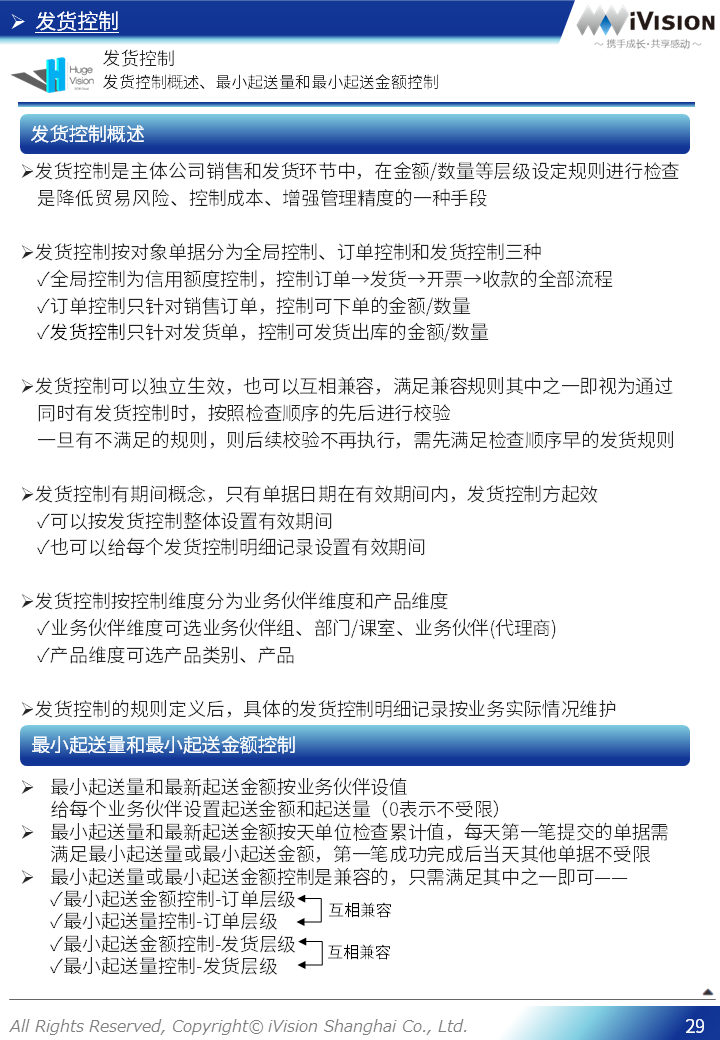 ➢ 发货控制
iVISION
～ 携手成长·共享感动 ～
Huge
Vision
发货控制
发货控制概述、最小起送量和最小起送金额控制
发货控制概述
➢发货控制是主体公司销售和发货环节中，在金额/数量等层级设定规则进行检查
是降低贸易风险、控制成本、增强管理精度的一种手段
➢发货控制按对象单据分为全局控制、订单控制和发货控制三种
✓全局控制为信用额度控制，控制订单→发货→开票→收款的全部流程
✓订单控制只针对销售订单，控制可下单的金额/数量
✓发货控制只针对发货单，控制可发货出库的金额/数量
➢发货控制可以独立生效，也可以互相兼容，满足兼容规则其中之一即视为通过
同时有发货控制时，按照检查顺序的先后进行校验
一旦有不满足的规则，则后续校验不再执行，需先满足检查顺序早的发货规则
➢发货控制有期间概念，只有单据日期在有效期间内，发货控制方起效
✓可以按发货控制整体设置有效期间
✓也可以给每个发货控制明细记录设置有效期间
➢发货控制按控制维度分为业务伙伴维度和产品维度
✓业务伙伴维度可选业务伙伴组、部门/课室、业务伙伴(代理商)
✓产品维度可选产品类别、产品
➢发货控制的规则定义后，具体的发货控制明细记录按业务实际情况维护
最小起送量和最小起送金额控制
➢ 最小起送量和最新起送金额按业务伙伴设值
给每个业务伙伴设置起送金额和起送量（0表示不受限）
➢ 最小起送量和最新起送金额按天单位检查累计值，每天第一笔提交的单据需
满足最小起送量或最小起送金额，第一笔成功完成后当天其他单据不受限
➢ 最小起送量或最小起送金额控制是兼容的，只需满足其中之一即可——
✓最小起送金额控制-订单层级
互相兼容
✓最小起送量控制-订单层级
✓最小起送金额控制-发货层级
互相兼容
✓最小起送量控制-发货层级
All Rights Reserved, Copyright© iVision Shanghai Co., Ltd.
29